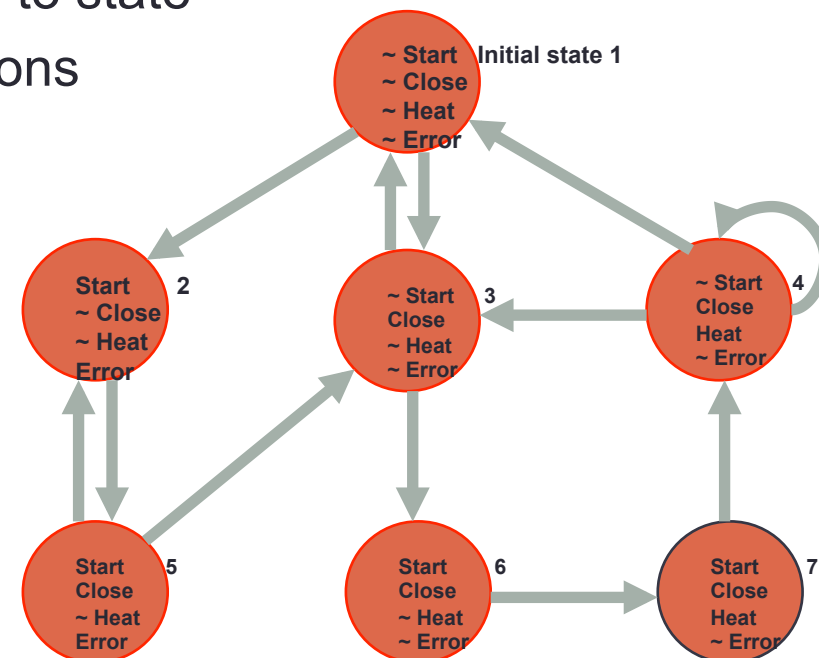 to state
ons
~ Start
~ Close
~ Heat
~ Error
Initial state 1
Start
~ Close
~ Heat
Error
2
~ Start
Close
~ Heat
~ Error
3
~ Start
Close
Heat
~ Error
4
Start
Close
~ Heat
Error
5
Start
Close
~ Heat
~ Error
6
Start
Close
Heat
~ Error
7